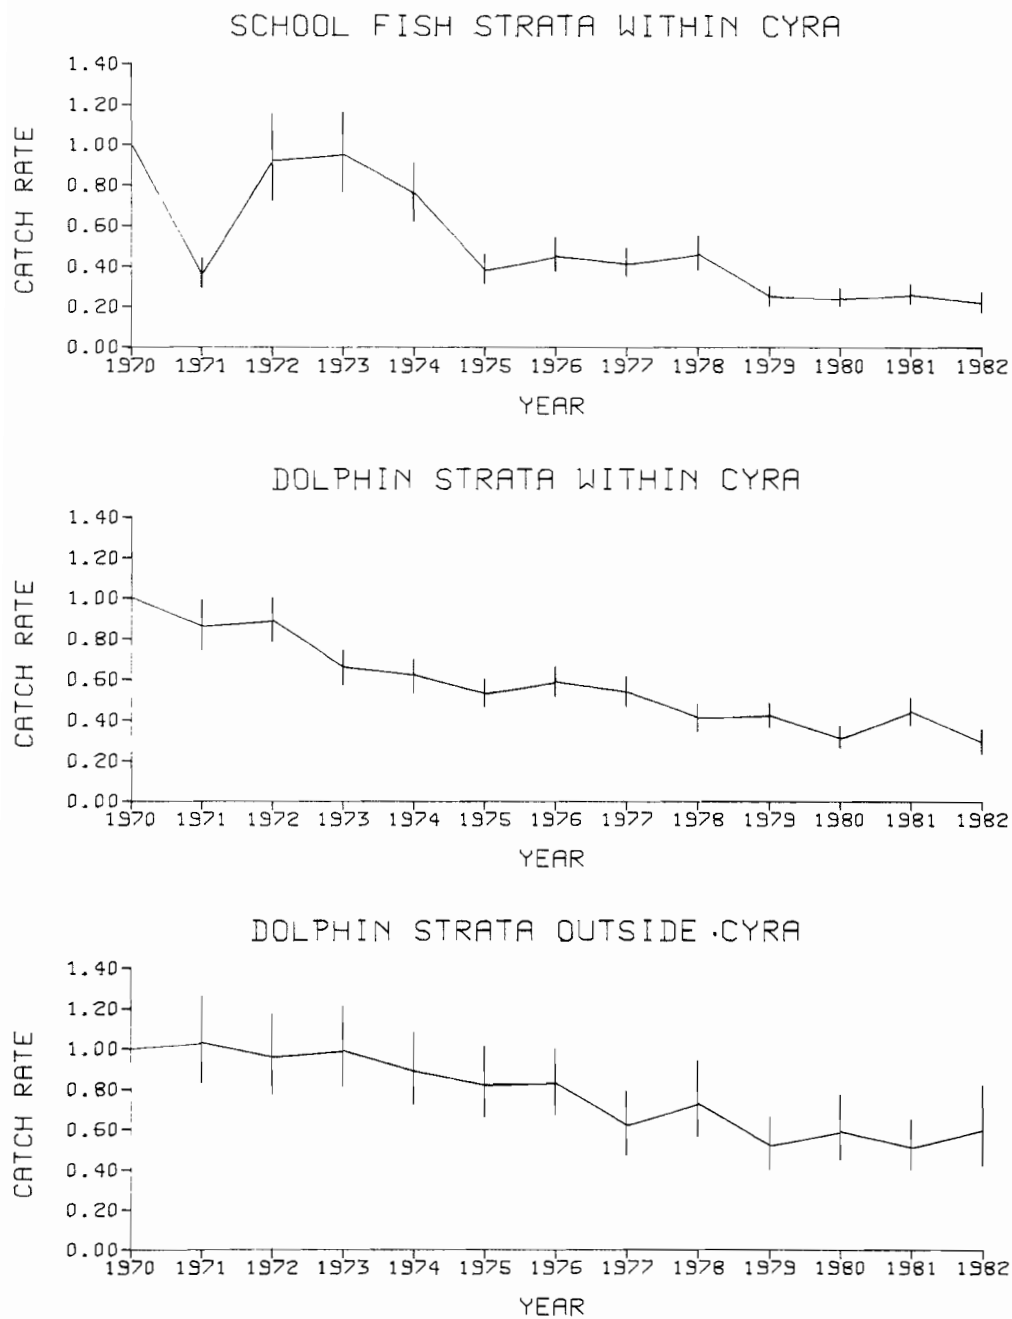 SCHOOL FISH STRATA WITHIN CYRA
CATCH RATE
1.40
1.20
1.00
0.80
0.60
0.40
0.20
0.00
1970 1971 1972 1973 1974 1975 1976 1977 1978 1979 1980 1981 1982
YEAR
DOLPHIN STRATA WITHIN CYRA
CATCH RATE
1.40
1.20
1.00
0.80
0.60
0.40
0.20
0.00
1970 1971 1972 1973 1974 1975 1976 1977 1978 1979 1980 1981 1982
YEAR
DOLPHIN STRATA OUTSIDE .CYRA
CATCH RATE
1.40
1.20
1.00
0.80
0.60
0.40
0.20
0.00
1970 1971 1972 1973 1974 1975 1976 1977 1978 1979 1980 1981 1982
YEAR